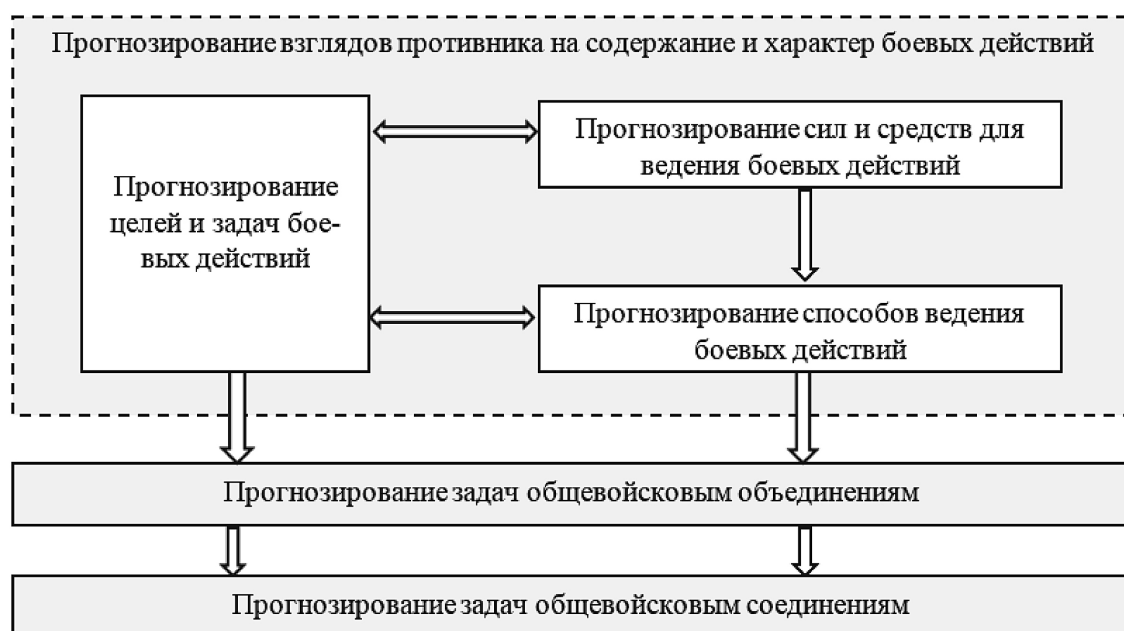 Прогнозирование взглядов противника на содержание и характер боевых действий
Прогнозирование
целей и задач бое-
вых действий
Прогнозирование сил и средств для
ведения боевых действий
Прогнозирование способов ведения
боевых действий
Прогнозирование задач общевойсковым объединениям
Прогнозирование задач общевойсковым соединениям